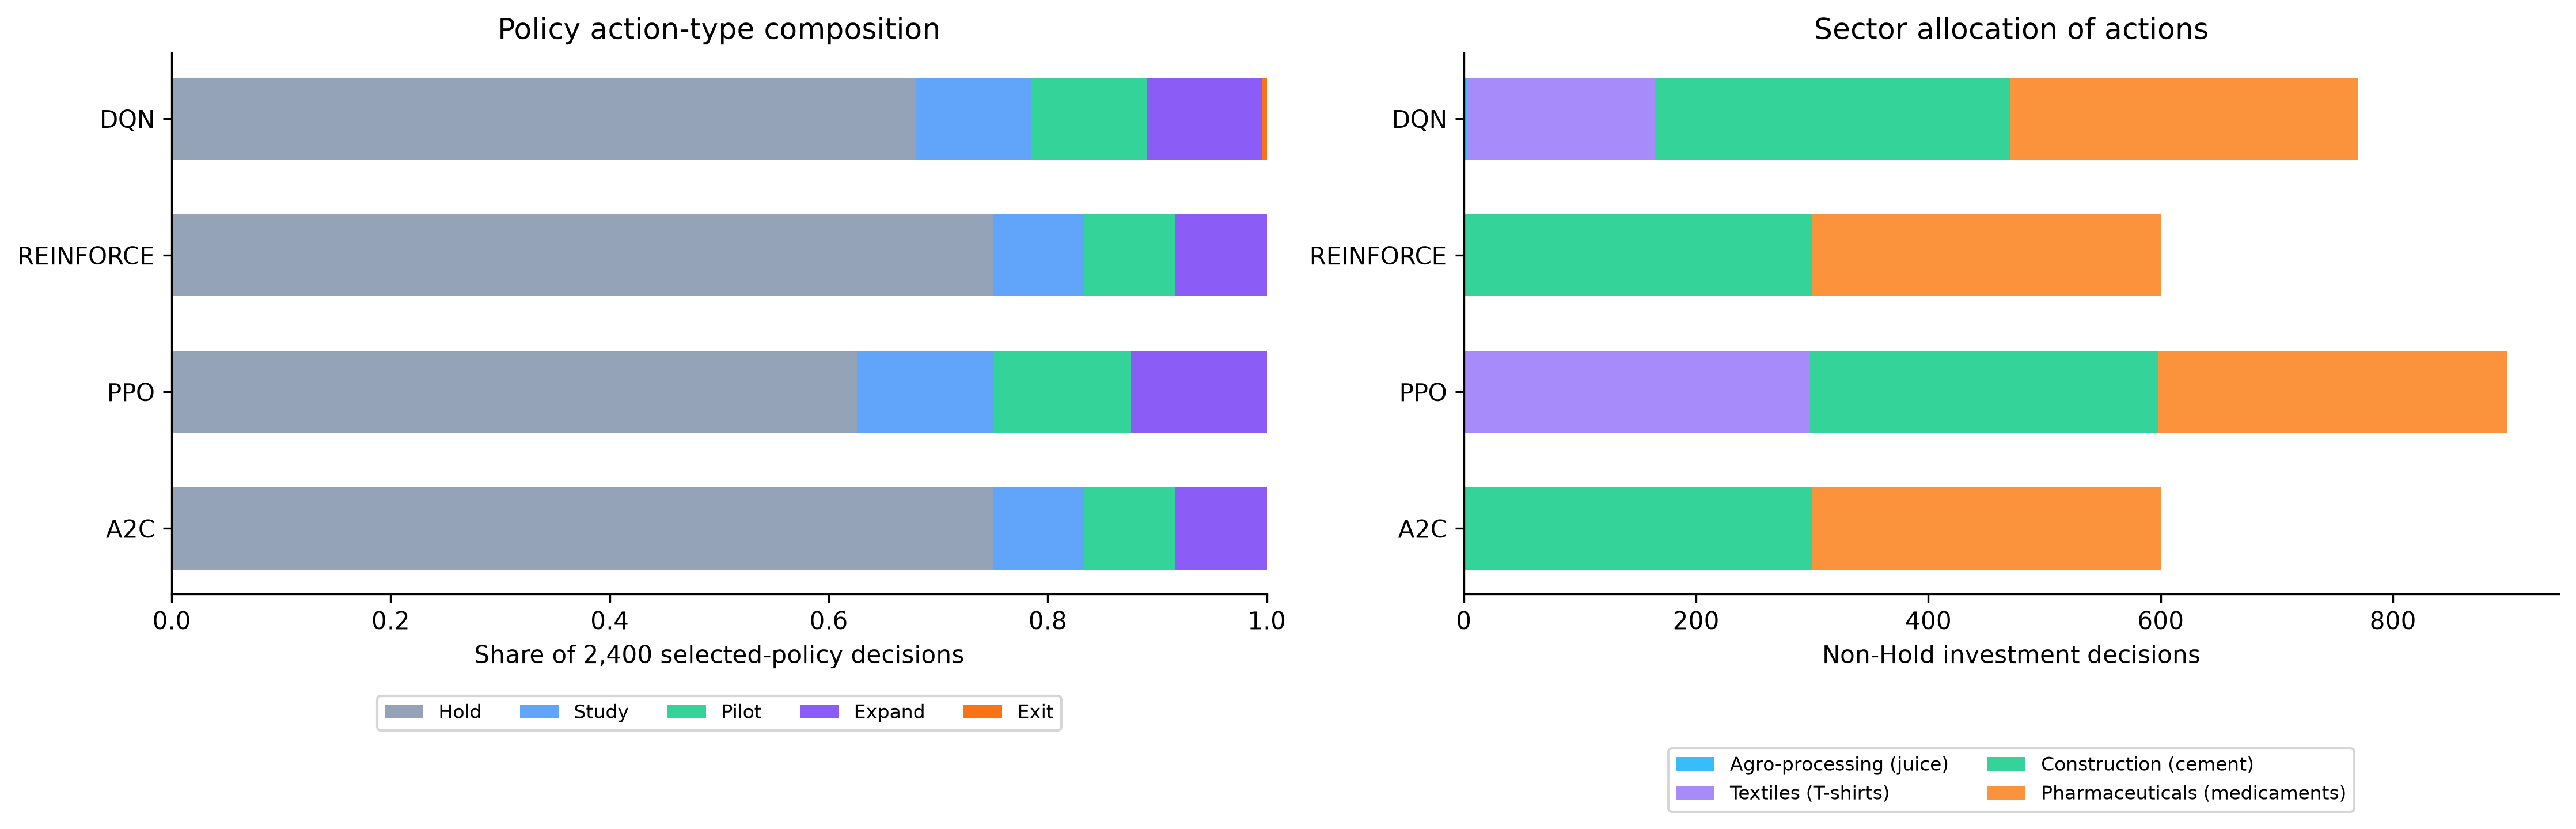 Policy action-type composition
DQN
REINFORCE
PPO
A2C
0.0 0.2 0.4 0.6 0.8 1.0
Share of 2,400 selected-policy decisions
Hold Study Pilot Expand Exit
Sector allocation of actions
DQN
REINFORCE
PPO
A2C
0 200 400 600 800
Non-Hold investment decisions
Agro-processing (juice) Construction (cement)
Textiles (T-shirts) Pharmaceuticals (medicaments)